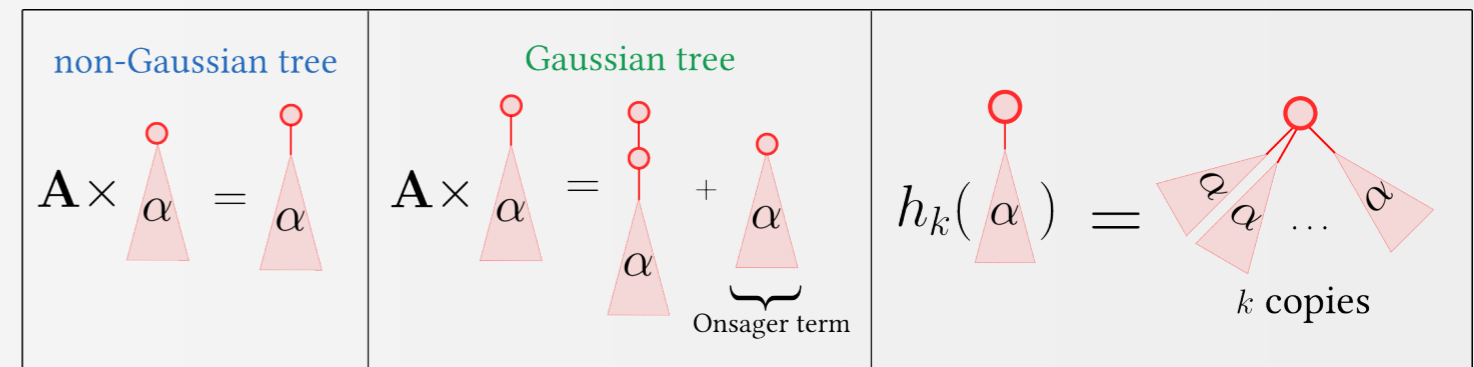 non-Gaussian tree
A× α = α
Gaussian tree
A× α = α + α
Onsager term
h_k( α ) = α α ... α
k copies